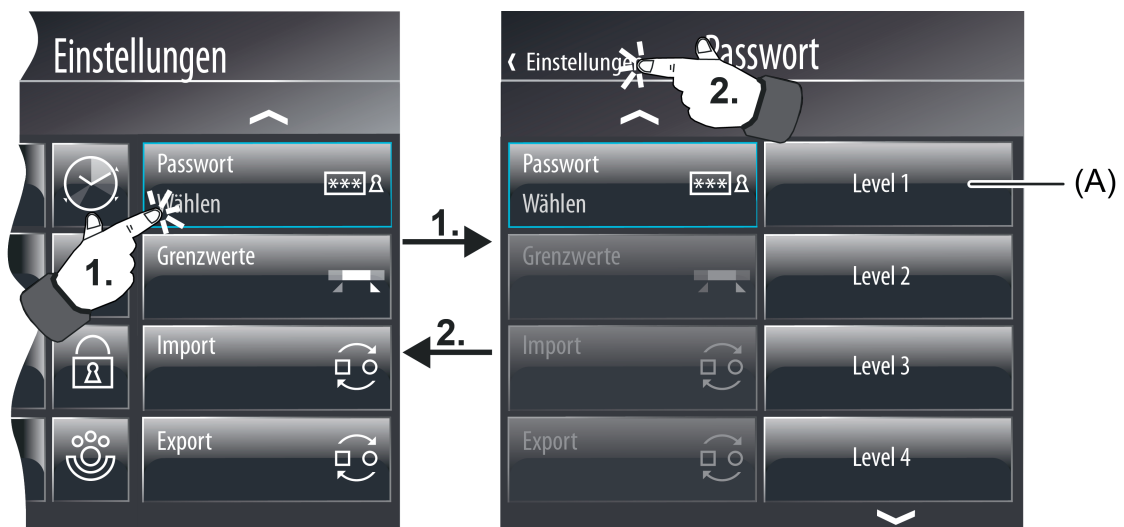 Einstellungen
Passwort
***
Wählen
Grenzwerte
Import
Export
1.
1.
2.
‹ Einstellungen
Passwort
2.
Passwort
***
Wählen
Grenzwerte
Import
Export
Level 1
Level 2
Level 3
Level 4
(A)